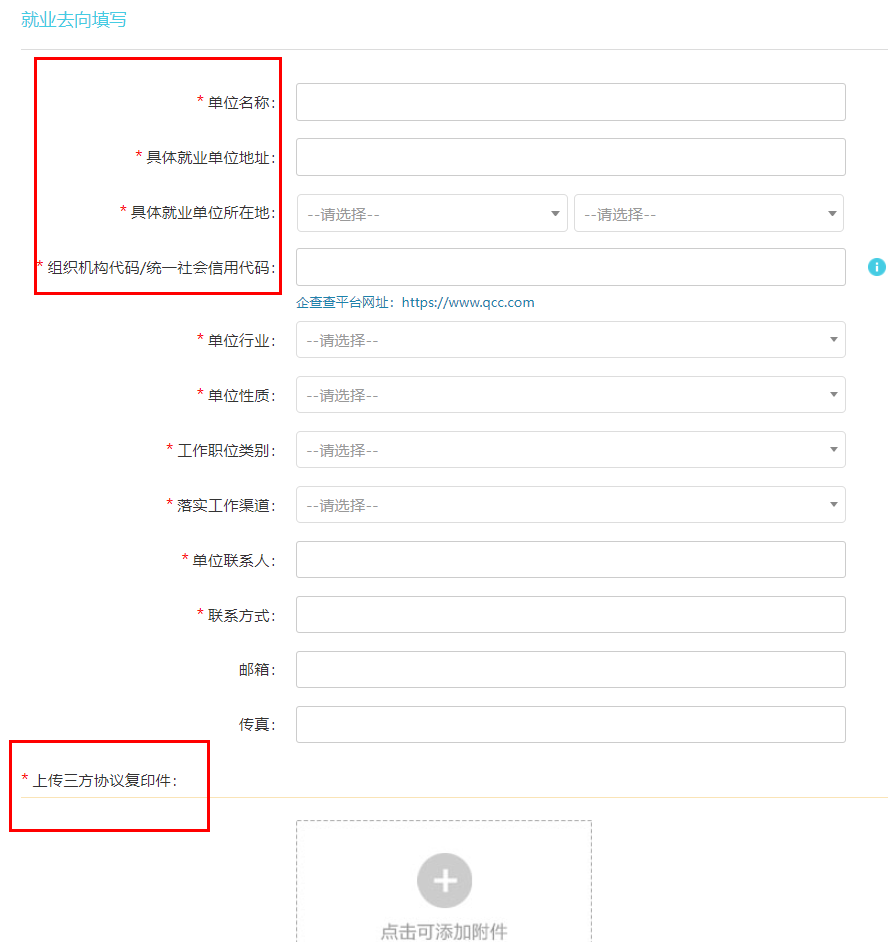 就业去向填写
* 单位名称:
* 具体就业单位地址:
* 具体就业单位所在地: --请选择-- --请选择--
* 组织机构代码/统一社会信用代码:
企查查平台网址: https://www.qcc.com
* 单位行业: --请选择--
* 单位性质: --请选择--
* 工作职位类别: --请选择--
* 落实工作渠道: --请选择--
* 单位联系人:
* 联系方式:
邮箱:
传真:
* 上传三方协议复印件:
点击可添加附件